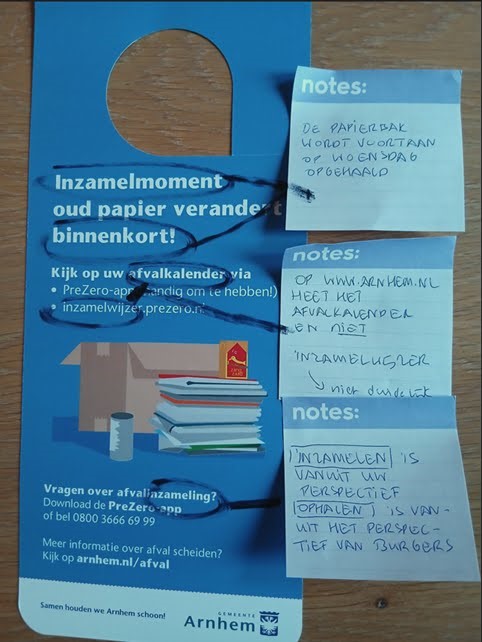 Inzamelmoment
oud papier verandert
binnenkort!
Kijk op uw afvalkalender via
• PreZero-app (handig om te hebben!)
• inzamelwijzer.prezero.n
Vragen over afvalinzameling?
Download de PreZero-app
of bel 0800 3666 69 99
Meer informatie over afval scheiden?
Kijk op arnhem.nl/afval
Samen houden we Arnhem schoon!
GEMEENTE
Arnhem
notes:
DE PAPIERBAK
WORDT VOORTAAN
OP WOENSDAG
OPGEHAALD
notes:
OP WWW.ARNHEM.NL
HEET HET
AFVALKALENDER
EN NIET
INZAMELWIJZER
niet duidelijk
notes:
'INZAMELEN' IS
VANUIT UW
PERSPECTIEF
OPHALEN IS VAN-
UIT HET PERSPEC-
TIEF VAN BURGERS